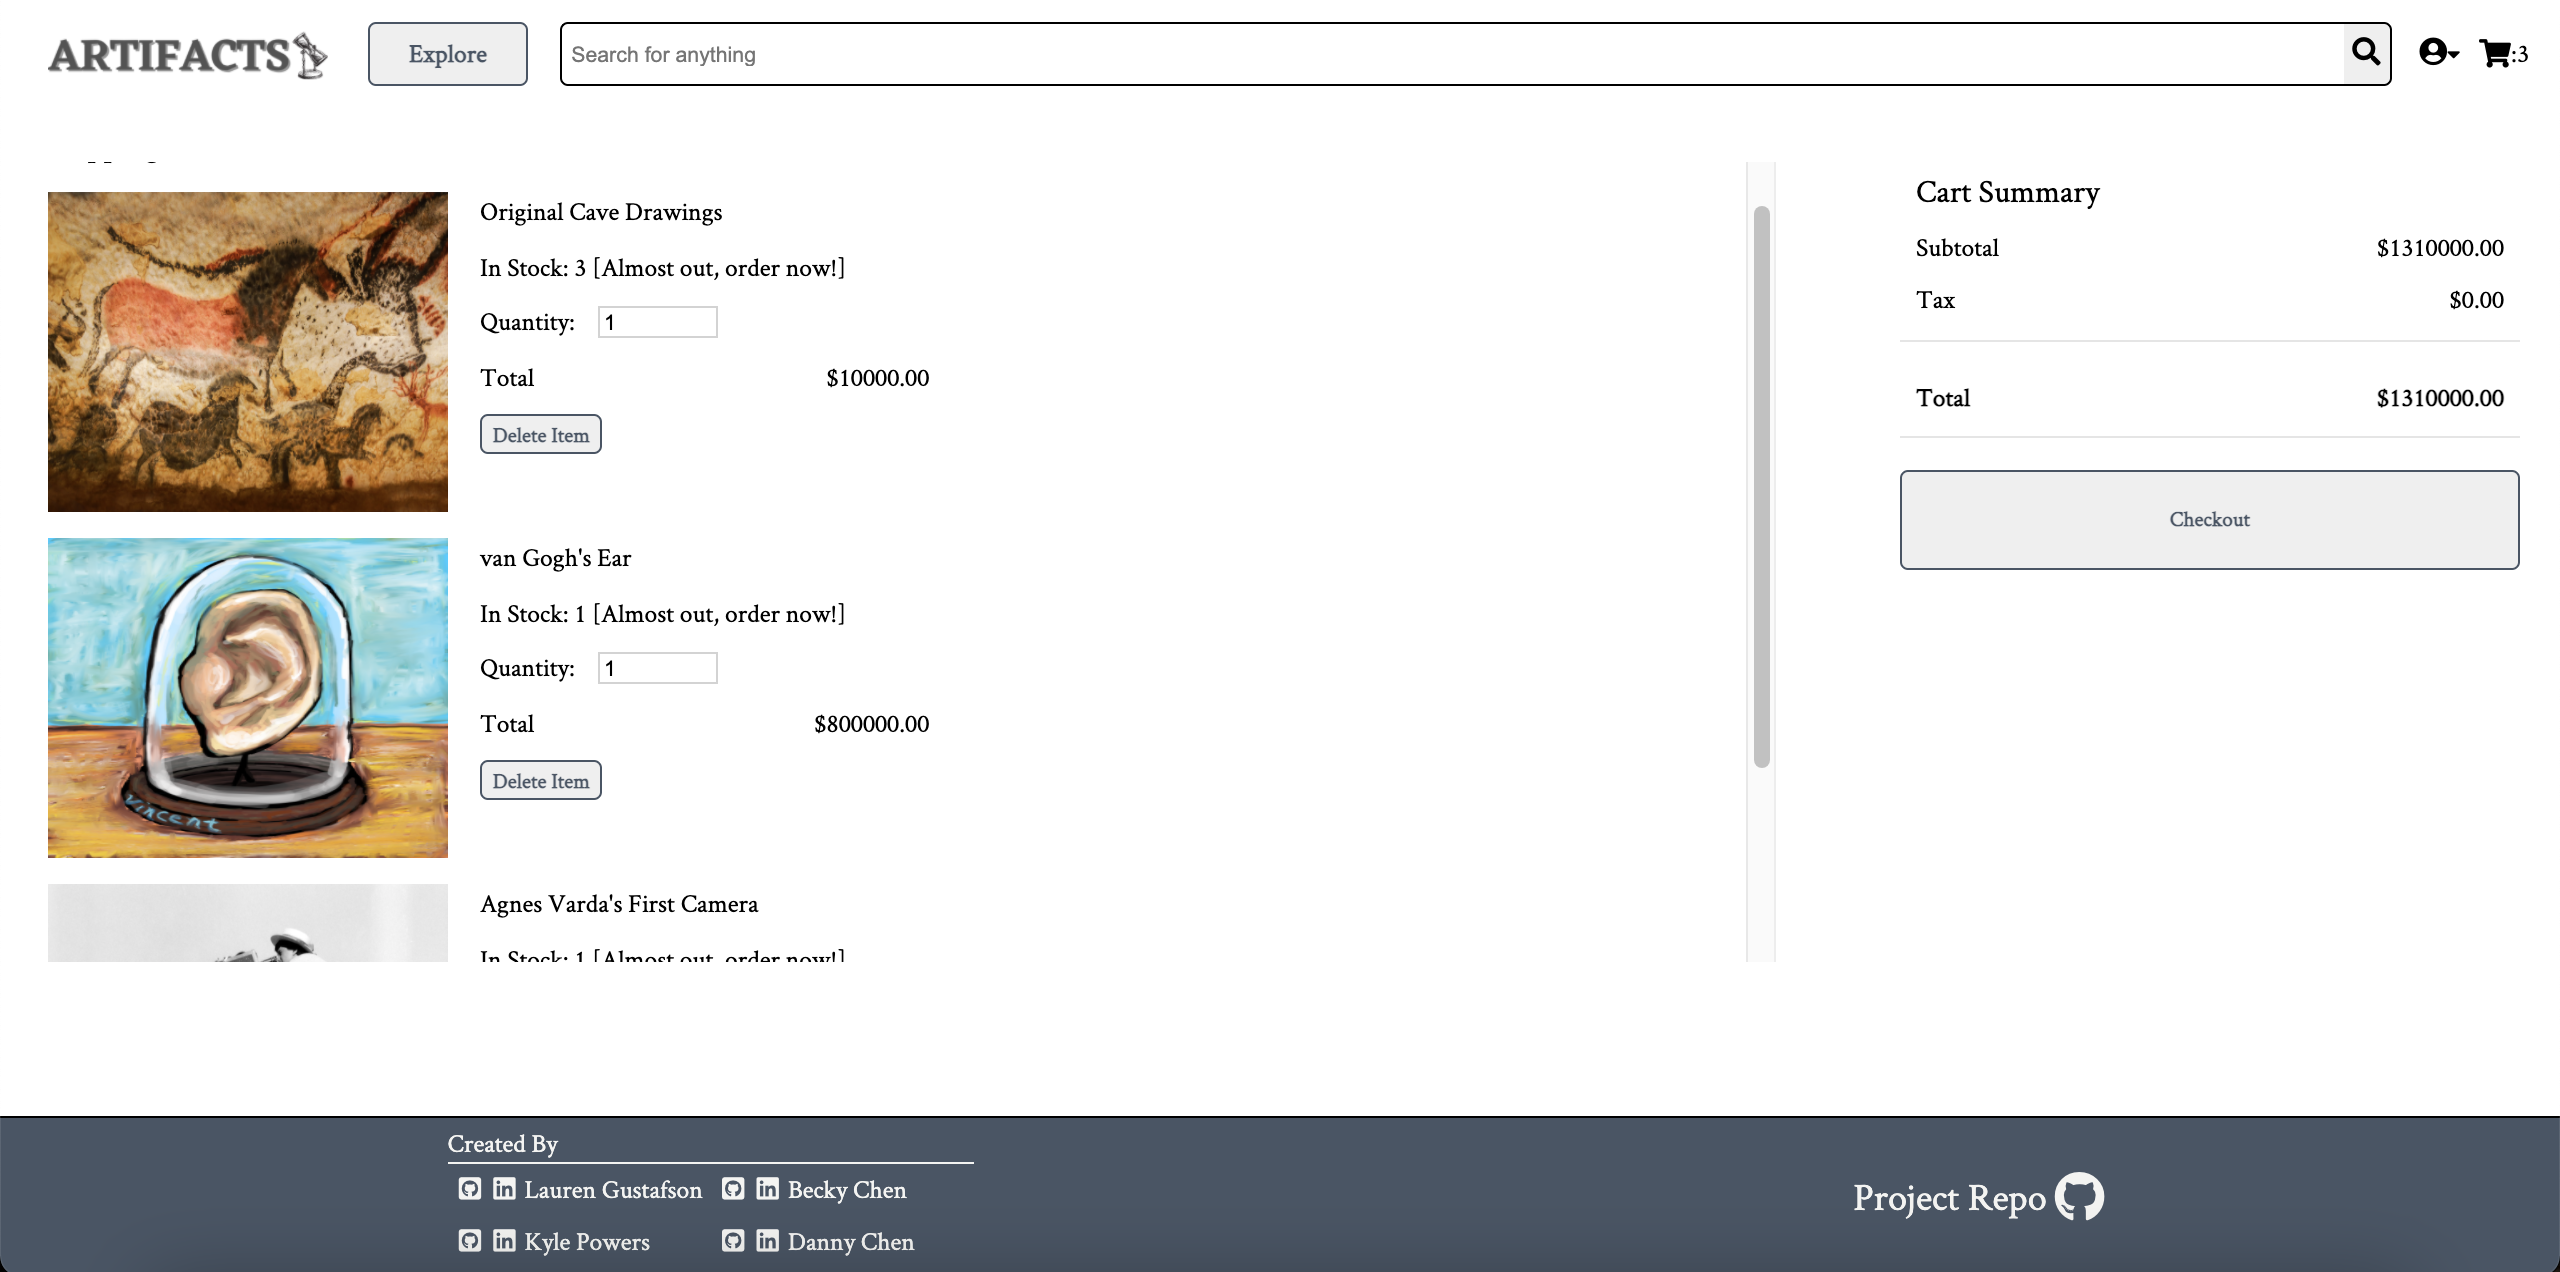 ARTIFACTS
Explore
Search for anything
:3
Original Cave Drawings
In Stock: 3 [Almost out, order now!]
Quantity: 1
Total $10000.00
Delete Item
van Gogh's Ear
In Stock: 1 [Almost out, order now!]
Quantity: 1
Total $800000.00
Delete Item
vincent
Agnes Varda's First Camera
In Stock: 1 [Almost out, order now!]
Cart Summary
Subtotal $1310000.00
Tax $0.00
Total $1310000.00
Checkout
Created By
Lauren Gustafson
Becky Chen
Kyle Powers
Danny Chen
Project Repo